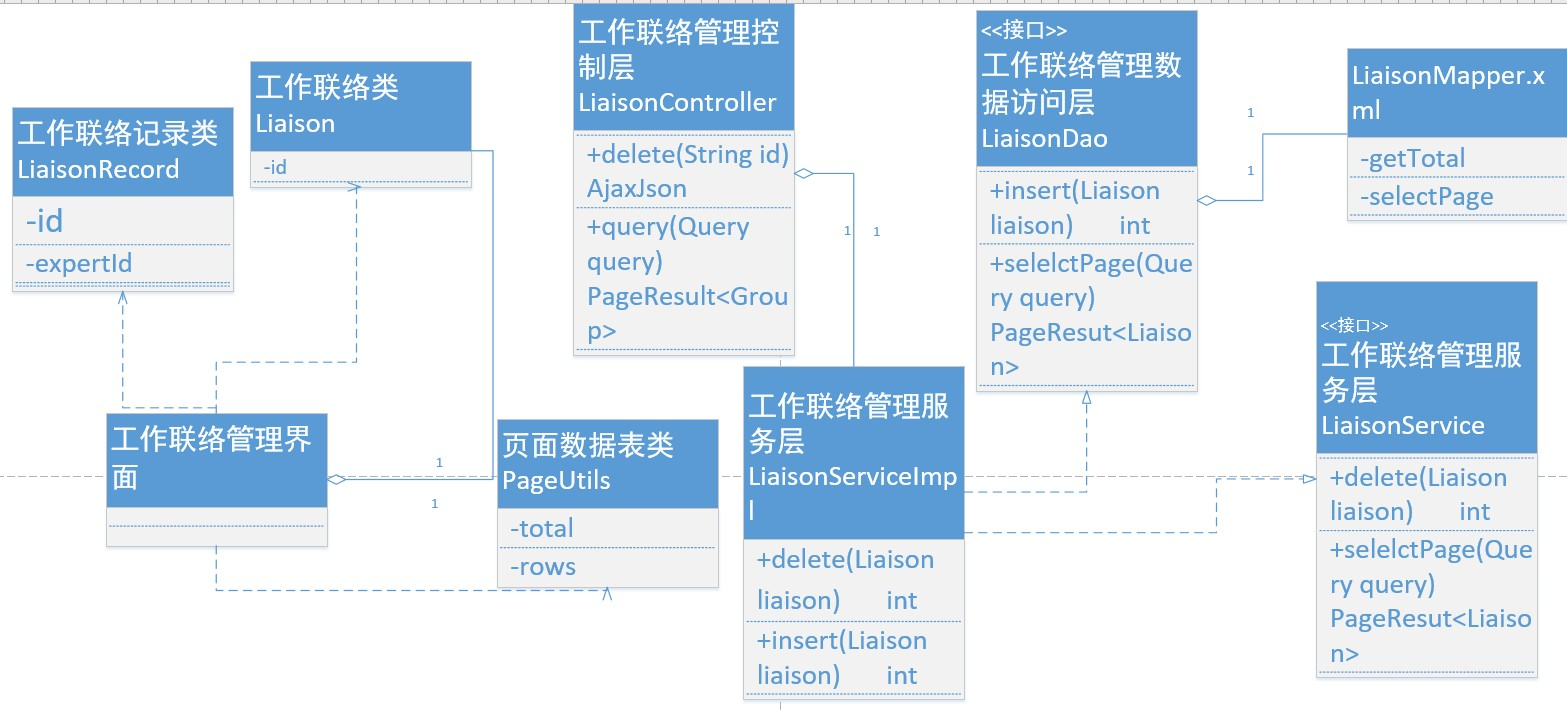 工作联络记录类
LiaisonRecord
-id
-expertId
工作联络类
Liaison
-id
工作联络管理控
制层
LiaisonController
+delete(String id)
AjaxJson
+query(Query
query)
PageResult<Grou
p>
<<接口>>
工作联络管理数
据访问层
LiaisonDao
+insert(Liaison
liaison) int
+selelctPage(Que
ry query)
PageResut<Liaiso
n>
1
1
LiaisonMapper.x
ml
-getTotal
-selectPage
1
1
工作联络管理界
面
1
1
页面数据表类
PageUtils
-total
-rows
工作联络管理服
务层
LiaisonServiceImp
l
+delete(Liaison
liaison) int
+insert(Liaison
liaison) int
<<接口>>
工作联络管理服
务层
LiaisonService
+delete(Liaison
liaison) int
+selelctPage(Que
ry query)
PageResut<Liaiso
n>